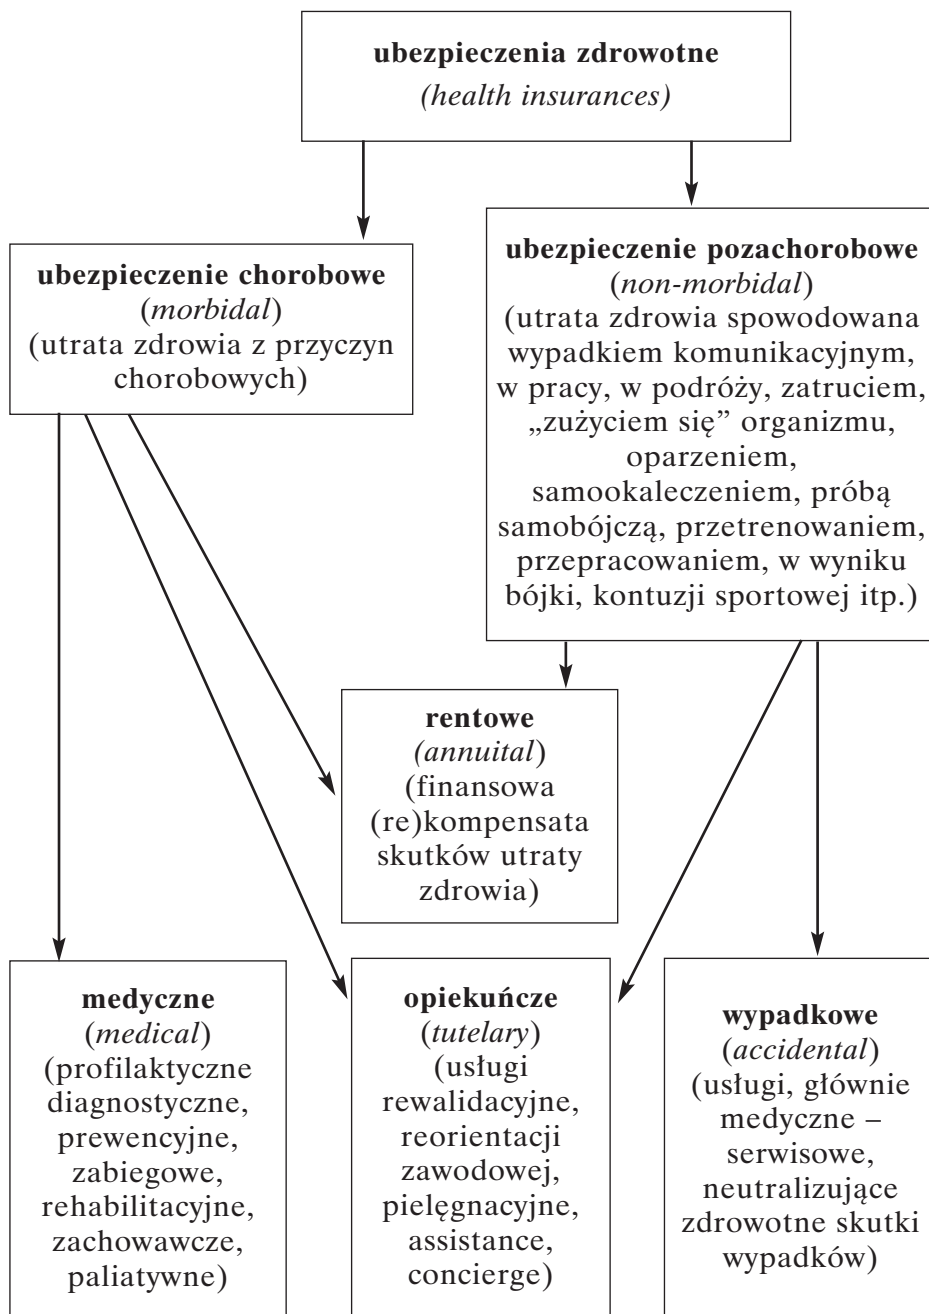 ubezpieczenia zdrowotne
(health insurances)
ubezpieczenie chorobowe
(morbidal)
(utrata zdrowia z przyczyn
chorobowych)
ubezpieczenie pozachorobowe
(non-morbidal)
(utrata zdrowia spowodowana
wypadkiem komunikacyjnym,
w pracy, w podróży, zatruciem,
„zużyciem się” organizmu,
oparzeniem,
samookaleczeniem, próbą
samobójczą, przetrenowaniem,
przepracowaniem, w wyniku
bójki, kontuzji sportowej itp.)
rentowe
(annuital)
(finansowa
(re)kompensata
skutków utraty
zdrowia)
medyczne
(medical)
(profilaktyczne
diagnostyczne,
prewencyjne,
zabiegowe,
rehabilitacyjne,
zachowawcze,
paliatywne)
opiekuńcze
(tutelary)
(usługi
rewalidacyjne,
reorientacji
zawodowej,
pielęgnacyjne,
assistance,
concierge)
wypadkowe
(accidental)
(usługi, głównie
medyczne –
serwisowe,
neutralizujące
zdrowotne skutki
wypadków)